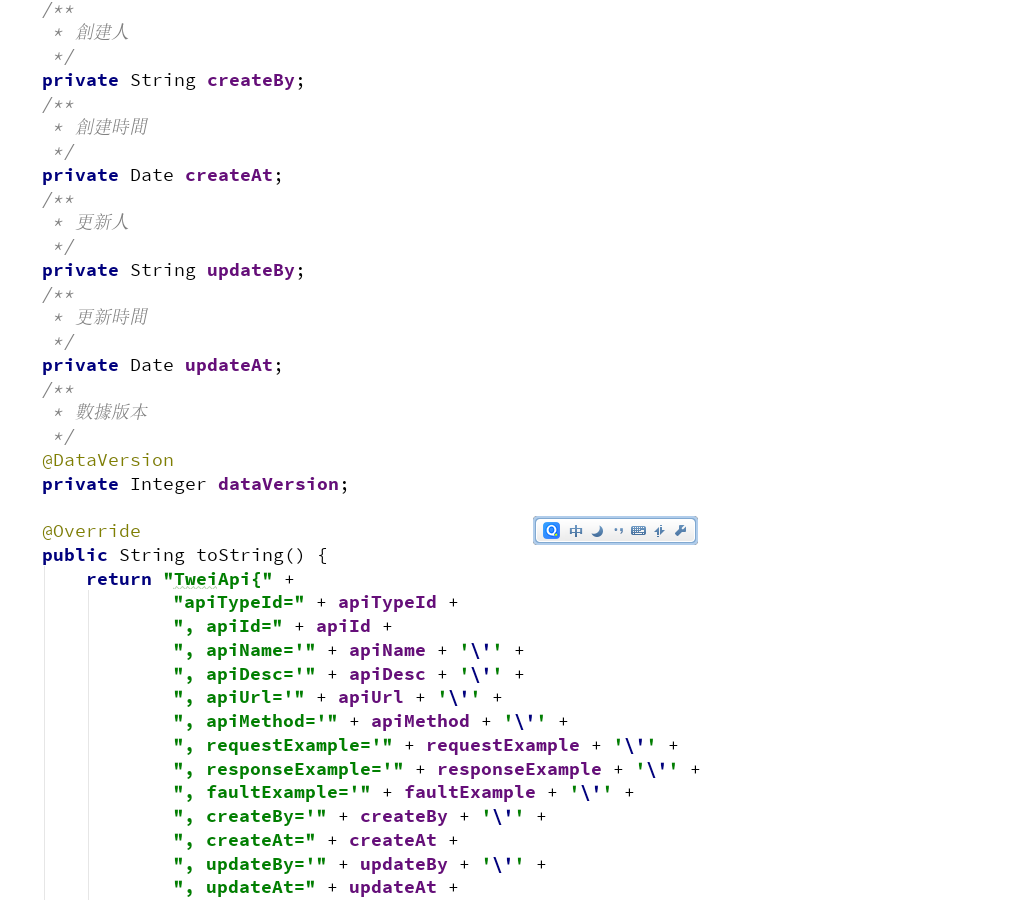 /**
 * 創建人
 */
private String createBy;
/**
 * 創建時間
 */
private Date createAt;
/**
 * 更新人
 */
private String updateBy;
/**
 * 更新時間
 */
private Date updateAt;
/**
 * 數據版本
 */
@DataVersion
private Integer dataVersion;
@Override
中
public String toString() {
    return "TweiApi{" +
            "apiTypeId=" + apiTypeId +
            ", apiId=" + apiId +
            ", apiName='" + apiName + '\'' +
            ", apiDesc='" + apiDesc + '\'' +
            ", apiUrl='" + apiUrl + '\'' +
            ", apiMethod='" + apiMethod + '\'' +
            ", requestExample='" + requestExample + '\'' +
            ", responseExample='" + responseExample + '\'' +
            ", faultExample='" + faultExample + '\'' +
            ", createBy='" + createBy + '\'' +
            ", createAt=" + createAt +
            ", updateBy='" + updateBy + '\'' +
            ", updateAt=" + updateAt +